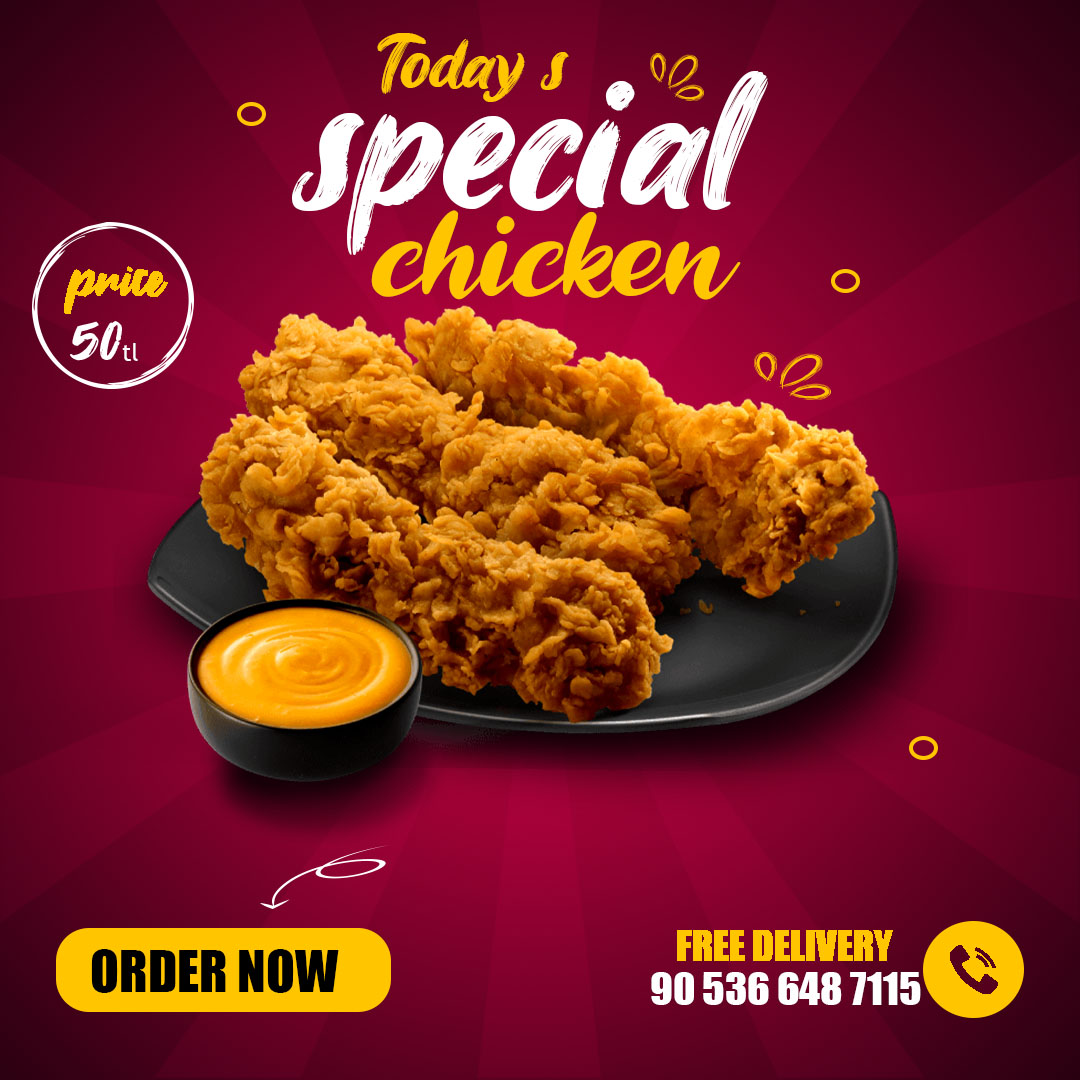 Today s
special
chicken
price
50tl
ORDER NOW
FREE DELIVERY
90 536 648 7115